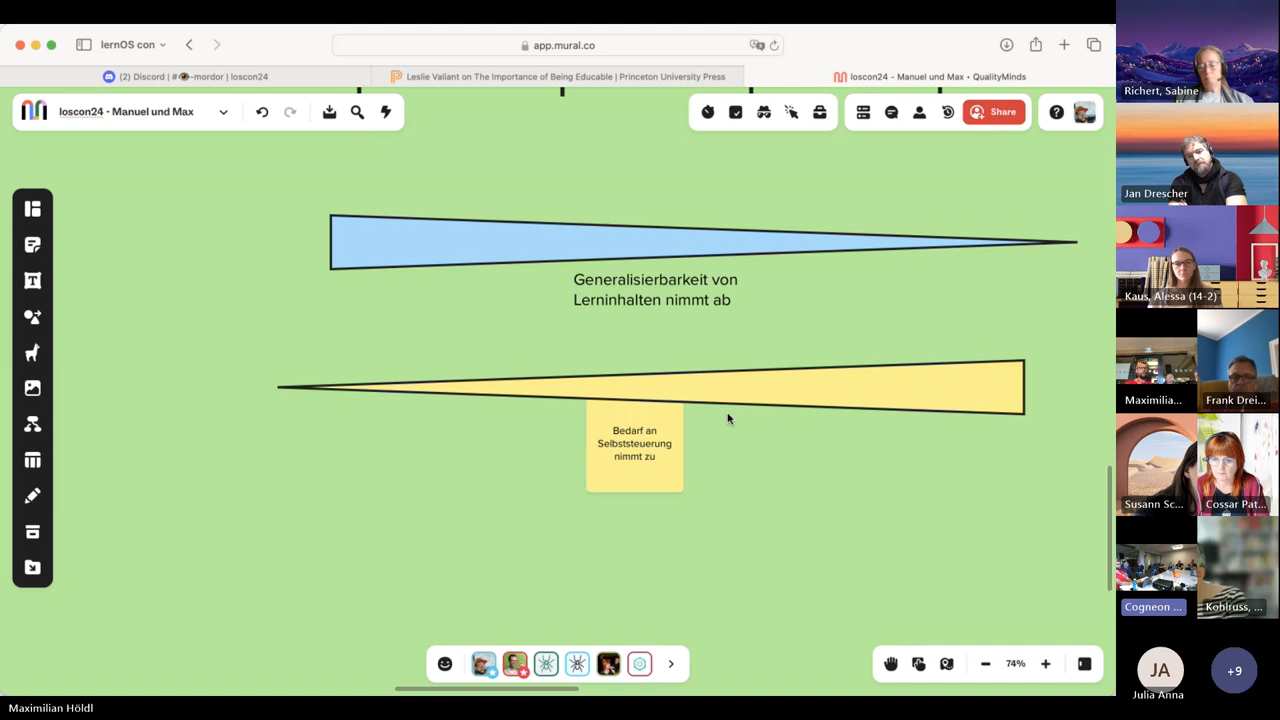 lernOS con
app.mural.co
(2) Discord | #👁️-mordor | loscon24
Leslie Valiant on The Importance of Being Educable | Princeton University Press
loscon24 - Manuel und Max • QualityMinds
loscon24 - Manuel und Max
Share
Generalisierbarkeit von
Lerninhalten nimmt ab
Bedarf an
Selbststeuerung
nimmt zu
74%
Richert, Sabine
Jan Drescher
Kaus, Alessa (14-2)
Maximilia...
Frank Drei...
Susann Sc...
Cossar Pat...
Cogneon ...
Kohlruss, ...
JA
Julia Anna
+9
Maximilian Hödl